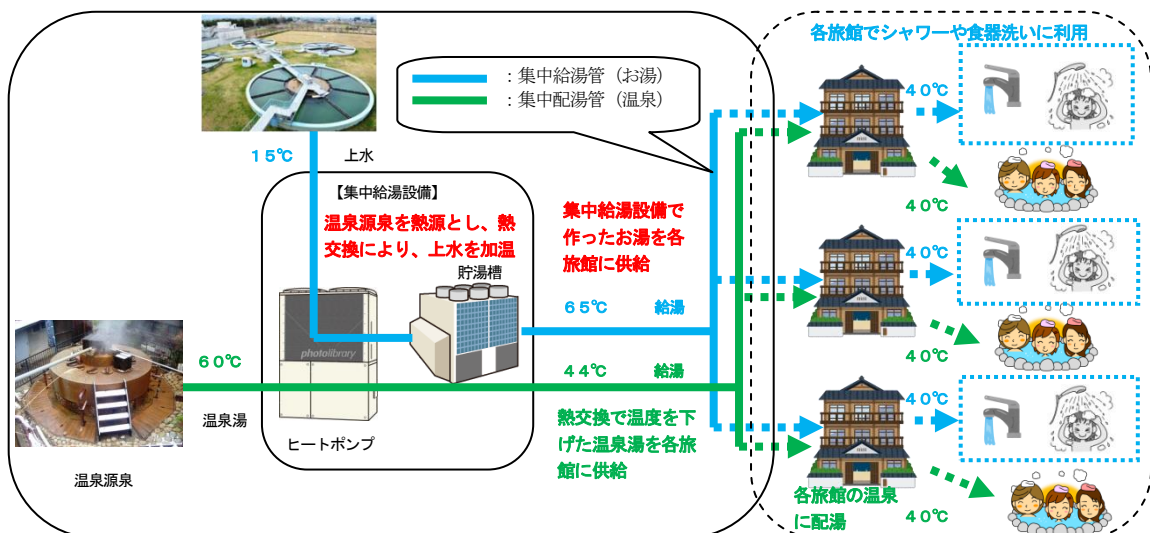 各旅館でシャワーや食器洗いに利用
：集中給湯管（お湯）
：集中配湯管（温泉）
40℃
15℃
上水
【集中給湯設備】
温泉源泉を熱源とし、熱
交換により、上水を加温
貯湯槽
集中給湯設備で
作ったお湯を各
旅館に供給
40℃
40℃
65℃
給湯
photolibrary
60℃
温泉湯
44℃
給湯
40℃
ヒートポンプ
熱交換で温度を下
げた温泉湯を各旅
館に供給
40℃
温泉源泉
各旅館の温泉
に配湯
40℃